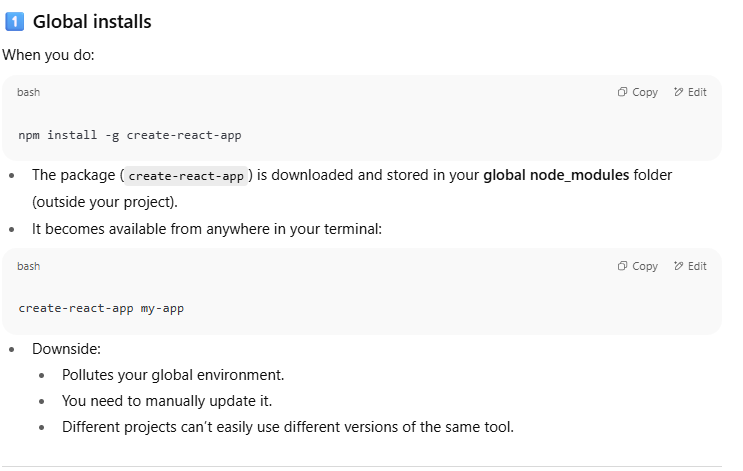 1 Global installs
When you do:
bash Copy Edit
npm install -g create-react-app
• The package (create-react-app) is downloaded and stored in your global node_modules folder
(outside your project).
• It becomes available from anywhere in your terminal:
bash Copy Edit
create-react-app my-app
• Downside:
• Pollutes your global environment.
• You need to manually update it.
• Different projects can't easily use different versions of the same tool.